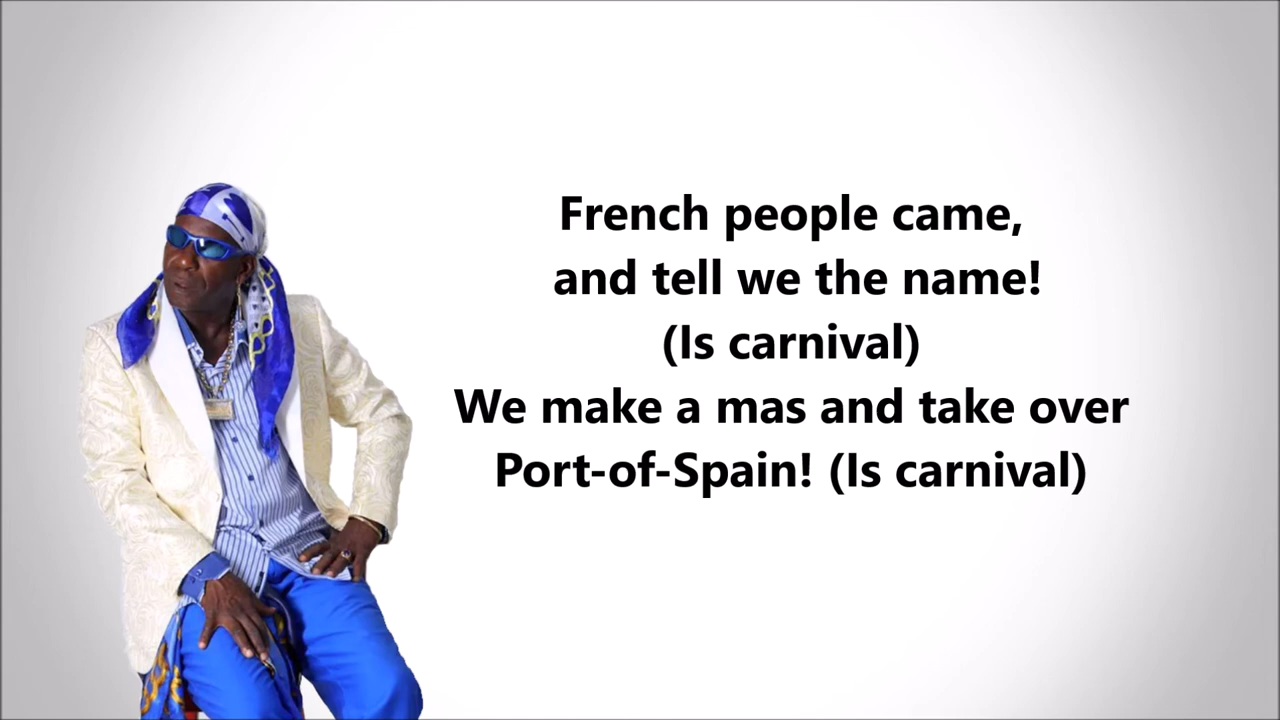 French people came,
and tell we the name!
(Is carnival)
We make a mas and take over
Port-of-Spain! (Is carnival)